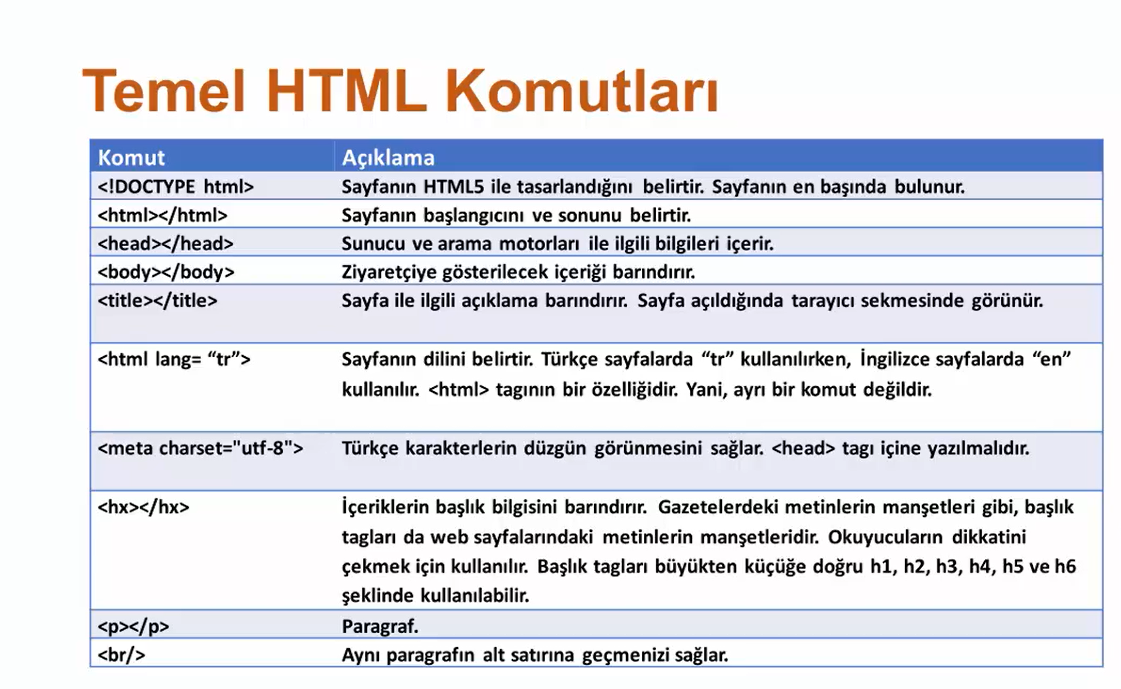 Temel HTML Komutları
Komut Açıklama
<!DOCTYPE html> Sayfanın HTML5 ile tasarlandığını belirtir. Sayfanın en başında bulunur.
<html></html> Sayfanın başlangıcını ve sonunu belirtir.
<head></head> Sunucu ve arama motorları ile ilgili bilgileri içerir.
<body></body> Ziyaretçiye gösterilecek içeriği barındırır.
<title></title> Sayfa ile ilgili açıklama barındırır. Sayfa açıldığında tarayıcı sekmesinde görünür.
<html lang= “tr”> Sayfanın dilini belirtir. Türkçe sayfalarda “tr” kullanılırken, İngilizce sayfalarda “en”
kullanılır. <html> tagının bir özelliğidir. Yani, ayrı bir komut değildir.
<meta charset="utf-8"> Türkçe karakterlerin düzgün görünmesini sağlar. <head> tagı içine yazılmalıdır.
<hx></hx> İçeriklerin başlık bilgisini barındırır. Gazetelerdeki metinlerin manşetleri gibi, başlık
tagları da web sayfalarındaki metinlerin manşetleridir. Okuyucuların dikkatini
çekmek için kullanılır. Başlık tagları büyükten küçüğe doğru h1, h2, h3, h4, h5 ve h6
şeklinde kullanılabilir.
<p></p> Paragraf.
<br/> Aynı paragrafın alt satırına geçmenizi sağlar.